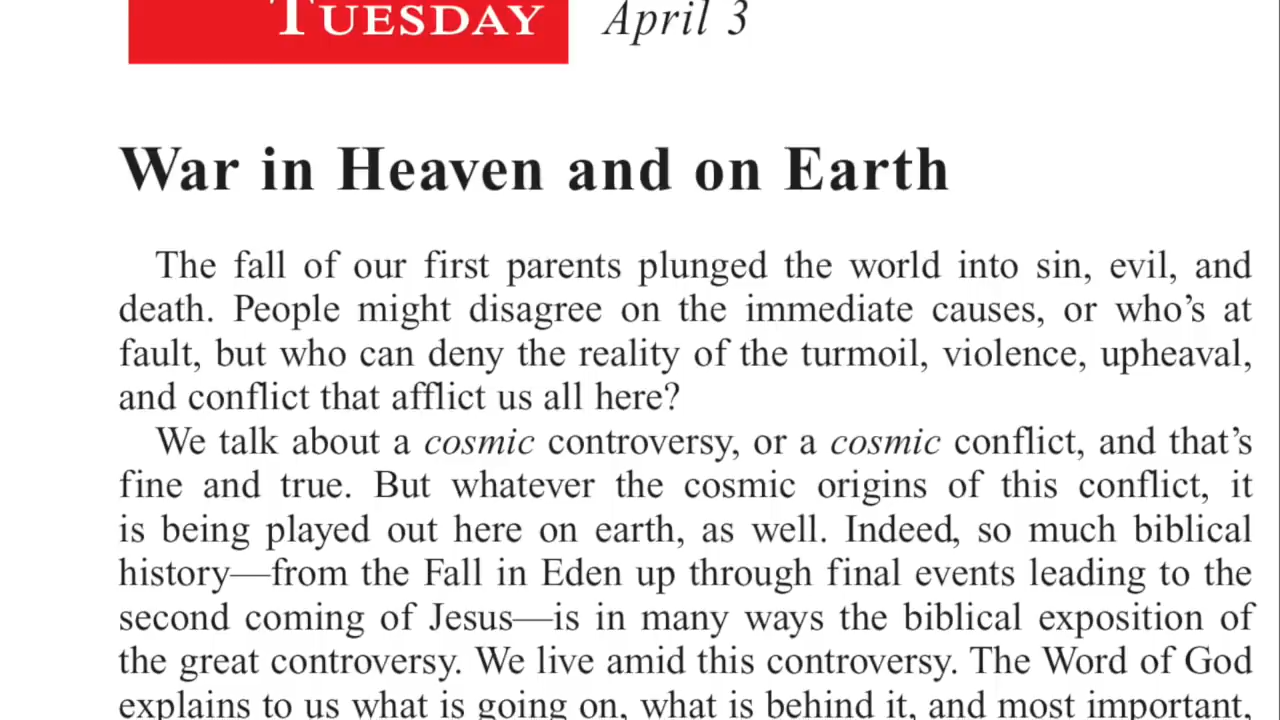 TUESDAY April 3
War in Heaven and on Earth
The fall of our first parents plunged the world into sin, evil, and
death. People might disagree on the immediate causes, or who’s at
fault, but who can deny the reality of the turmoil, violence, upheaval,
and conflict that afflict us all here?
We talk about a cosmic controversy, or a cosmic conflict, and that’s
fine and true. But whatever the cosmic origins of this conflict, it
is being played out here on earth, as well. Indeed, so much biblical
history—from the Fall in Eden up through final events leading to the
second coming of Jesus—is in many ways the biblical exposition of
the great controversy. We live amid this controversy. The Word of God
explains to us what is going on, what is behind it, and most important,